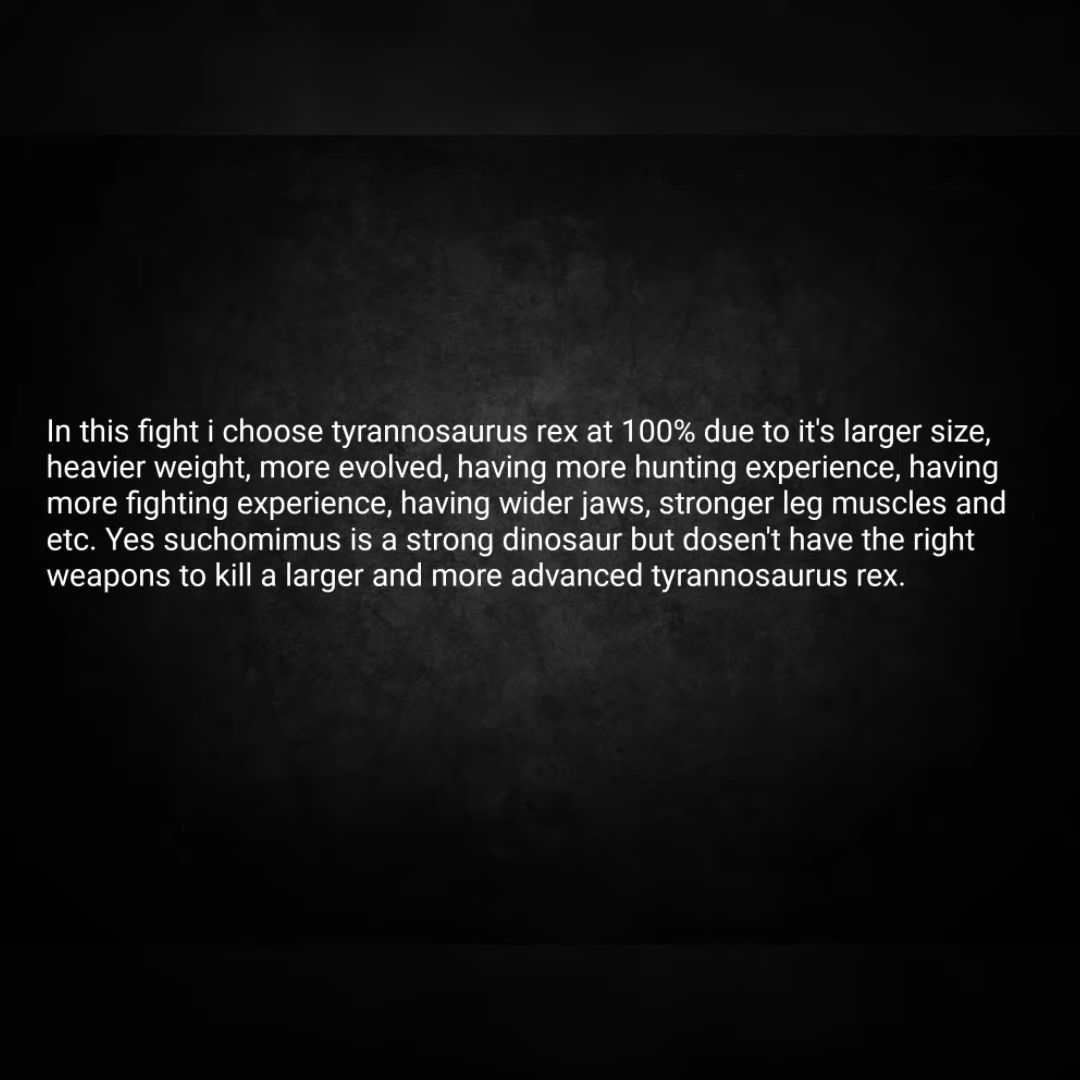 In this fight i choose tyrannosaurus rex at 100% due to it's larger size,
heavier weight, more evolved, having more hunting experience, having
more fighting experience, having wider jaws, stronger leg muscles and
etc. Yes suchomimus is a strong dinosaur but dosen't have the right
weapons to kill a larger and more advanced tyrannosaurus rex.